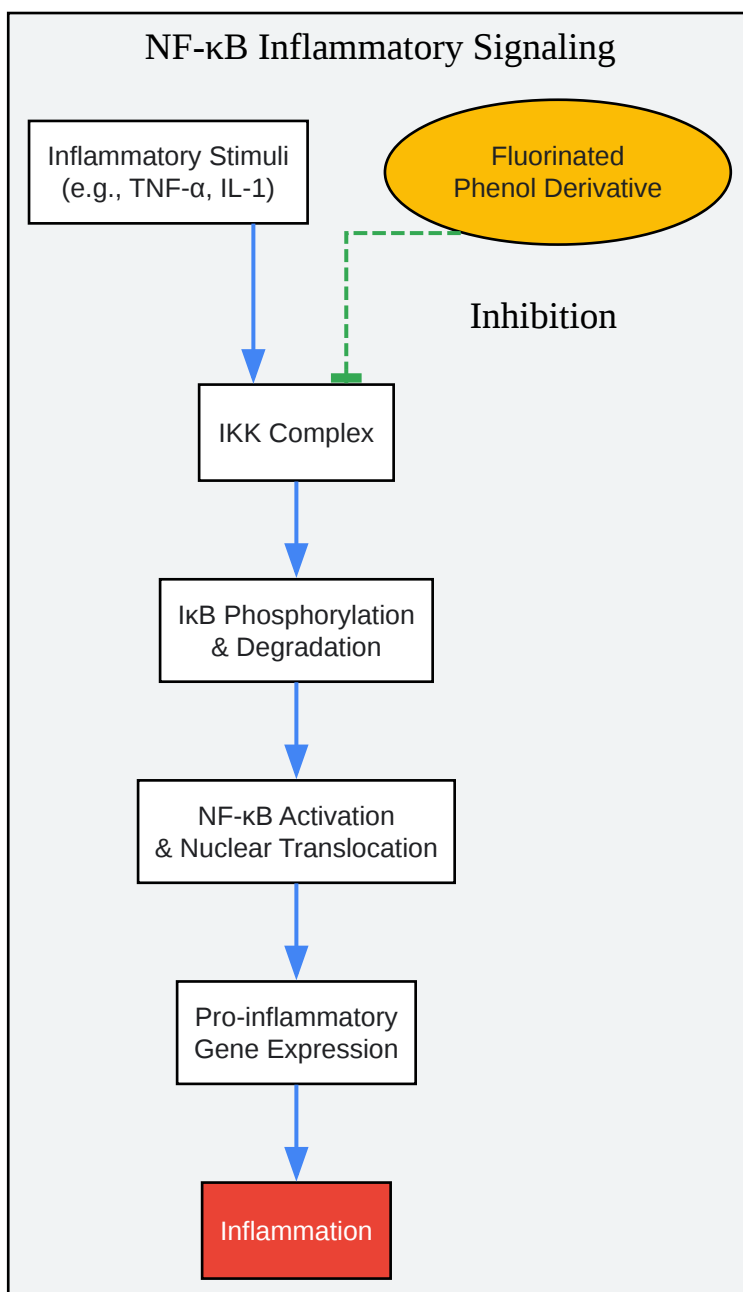 NF-κB Inflammatory Signaling
Inflammatory Stimuli
(e.g., TNF-α, IL-1)
Fluorinated
Phenol Derivative
Inhibition
IKK Complex
IκB Phosphorylation
& Degradation
NF-κB Activation
& Nuclear Translocation
Pro-inflammatory
Gene Expression
Inflammation